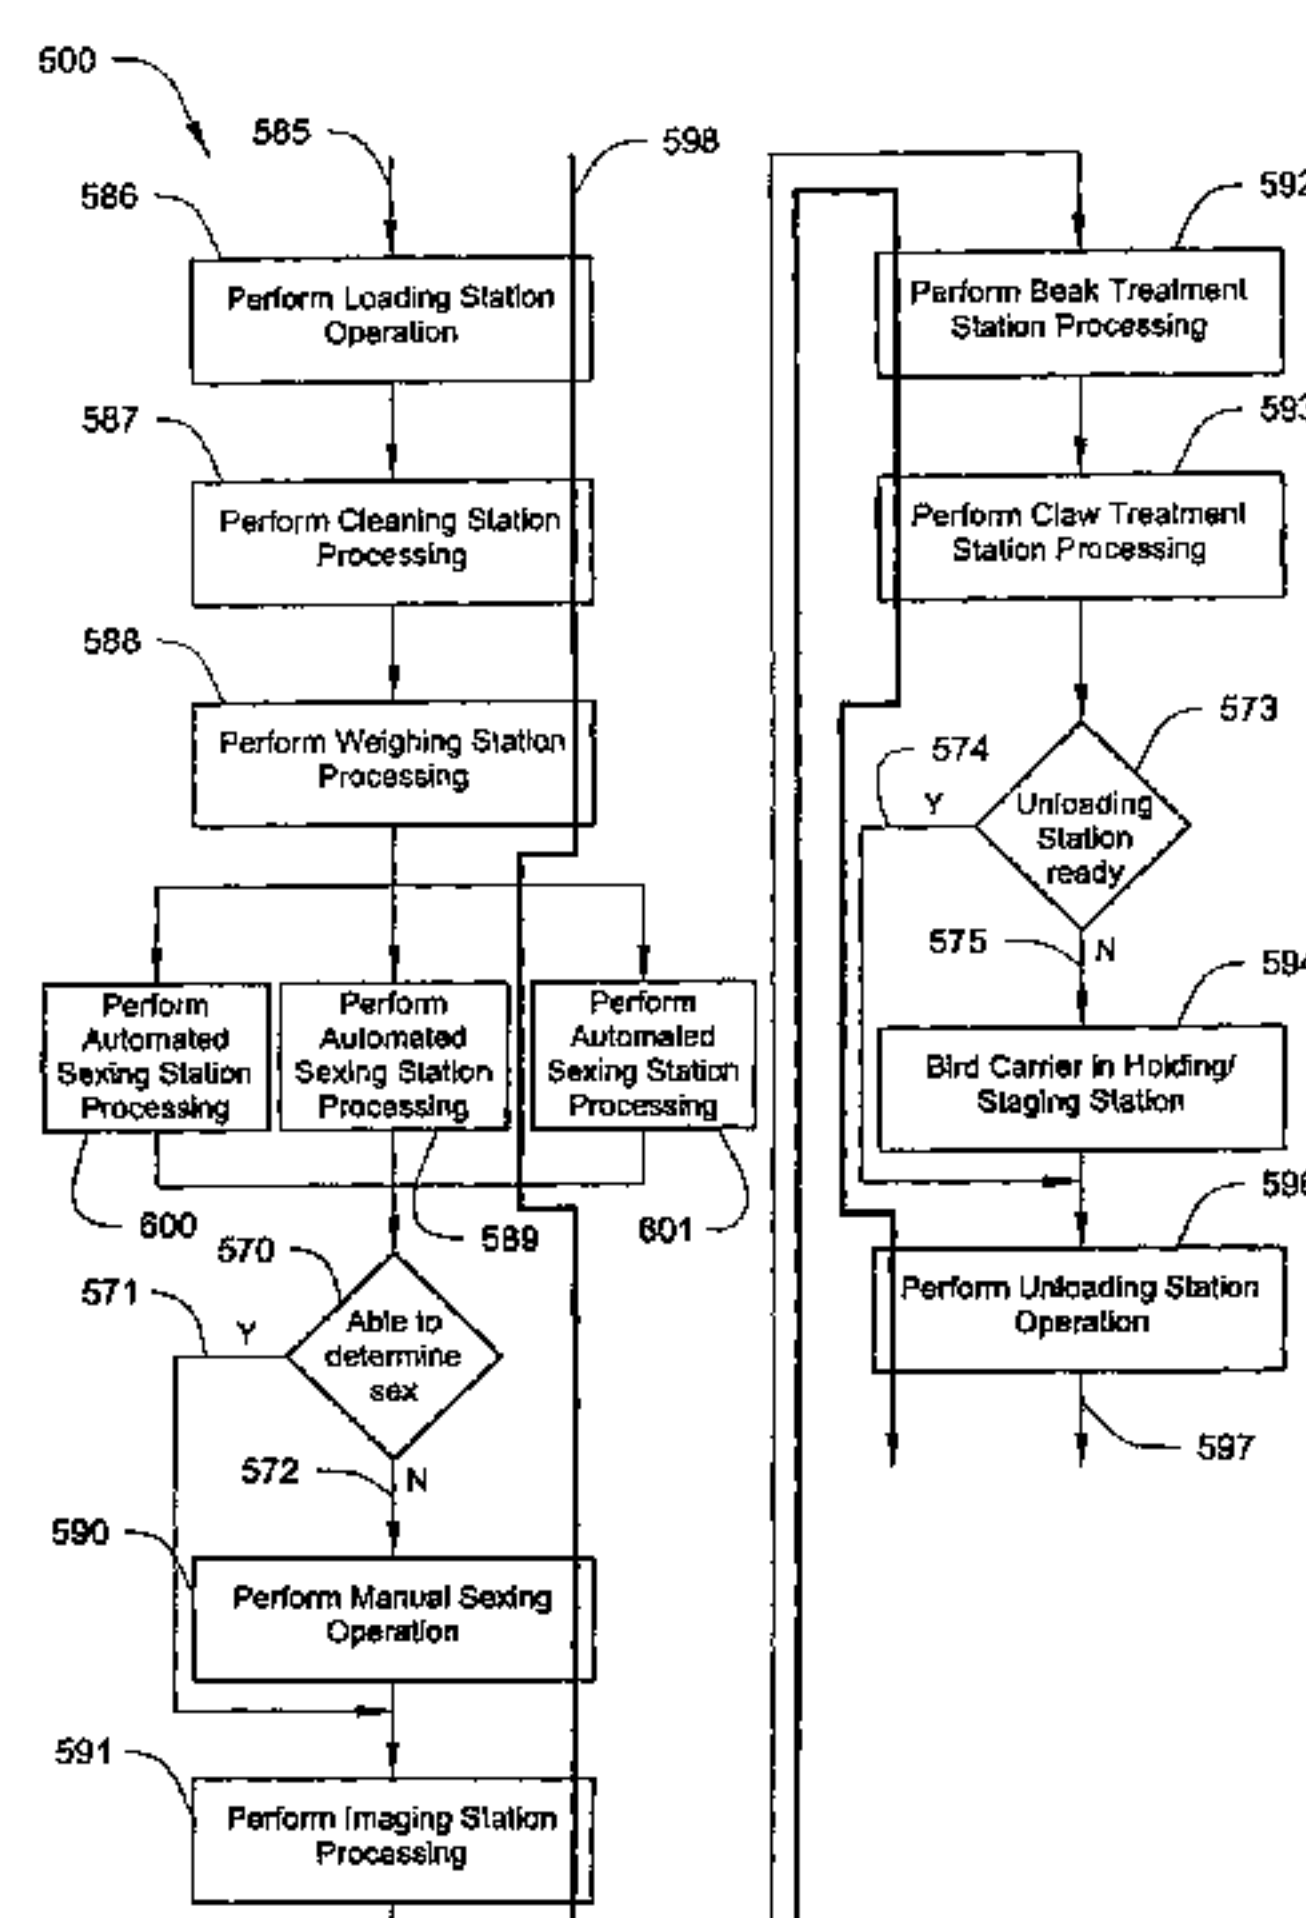 500
585
598
586
Perform Loading Station
Operation
587
Perform Cleaning Station
Processing
588
Perform Weighing Station
Processing
Perform
Automated
Sexing Station
Processing
Perform
Automated
Sexing Station
Processing
Perform
Automated
Sexing Station
Processing
600
589
601
570
571
Y
Able to
determine
sex
572
N
590
Perform Manual Sexing
Operation
591
Perform Imaging Station
Processing
592
Perform Beak Treatment
Station Processing
593
Perform Claw Treatment
Station Processing
573
574
Y
Unloading
Station
ready
575
N
594
Bird Carrier in Holding/
Staging Station
596
Perform Unloading Station
Operation
597